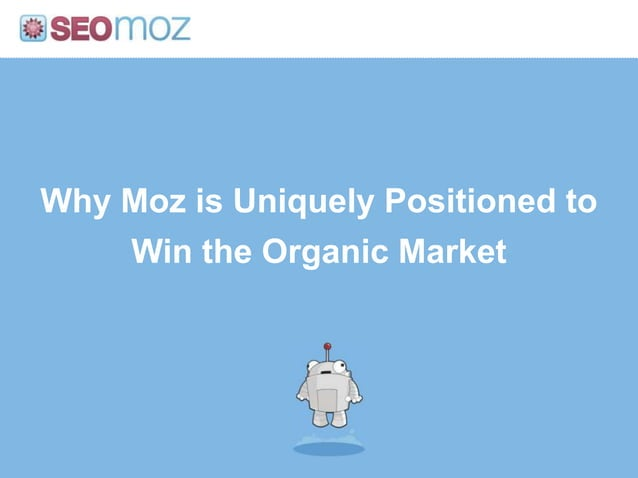 SEOmoz
Why Moz is Uniquely Positioned to
Win the Organic Market